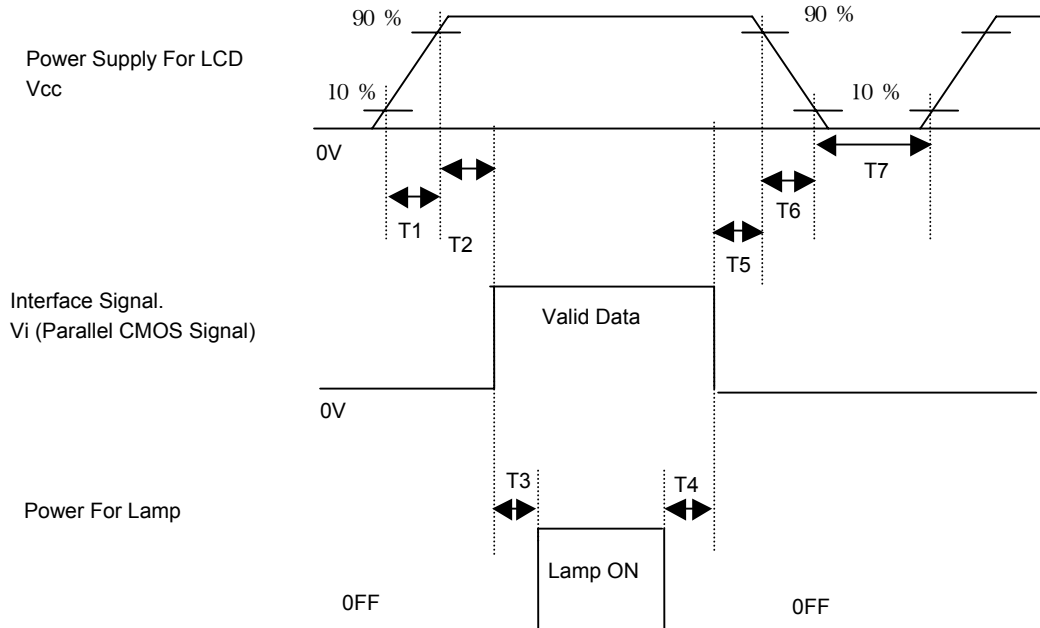 90 %
90 %
Power Supply For LCD
Vcc
10 %
10 %
0V
T7
T6
T1
T2
T5
Interface Signal.
Vi (Parallel CMOS Signal)
Valid Data
0V
T3
T4
Power For Lamp
Lamp ON
0FF
0FF